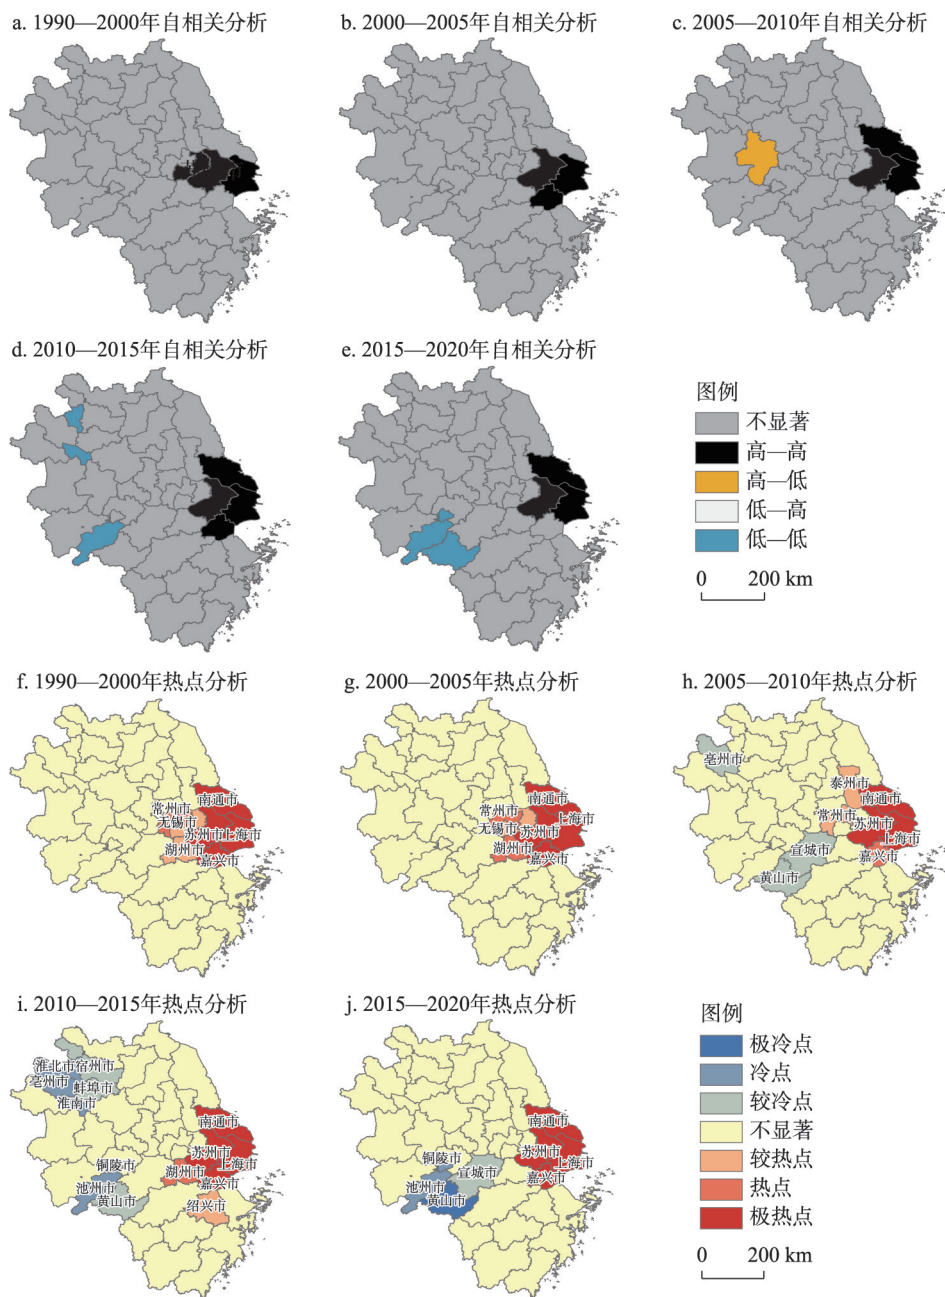 a. 1990—2000年自相关分析
b. 2000—2005年自相关分析
c. 2005—2010年自相关分析
d. 2010—2015年自相关分析
e. 2015—2020年自相关分析
图例
不显著
高—高
高—低
低—高
低—低
0 200 km
f. 1990—2000年热点分析
g. 2000—2005年热点分析
h. 2005—2010年热点分析
南通市
常州市
无锡市
苏州市
上海市
湖州市
嘉兴市
南通市
常州市
上海市
无锡市
苏州市
湖州市
嘉兴市
亳州市
泰州市
南通市
常州市
苏州市
上海市
宣城市
嘉兴市
黄山市
i. 2010—2015年热点分析
j. 2015—2020年热点分析
淮北市
宿州市
亳州市
蚌埠市
淮南市
南通市
苏州市
上海市
铜陵市
湖州市
池州市
嘉兴市
黄山市
绍兴市
南通市
苏州市
上海市
铜陵市
宣城市
嘉兴市
池州市
黄山市
图例
极冷点
冷点
较冷点
不显著
较热点
热点
极热点
0 200 km